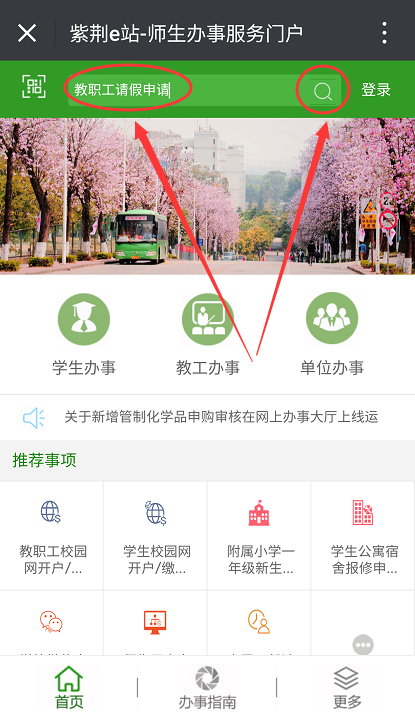 紫荆e站-师生办事服务门户
教职工请假申请
登录
学生办事
教工办事
单位办事
关于新增管制化学品申购审核在网上办事大厅上线运
推荐事项
教职工校园
网开户/...
学生校园网
开户/缴...
附属小学一
年级新生...
学生公寓宿
舍报修申...
首页
办事指南
更多